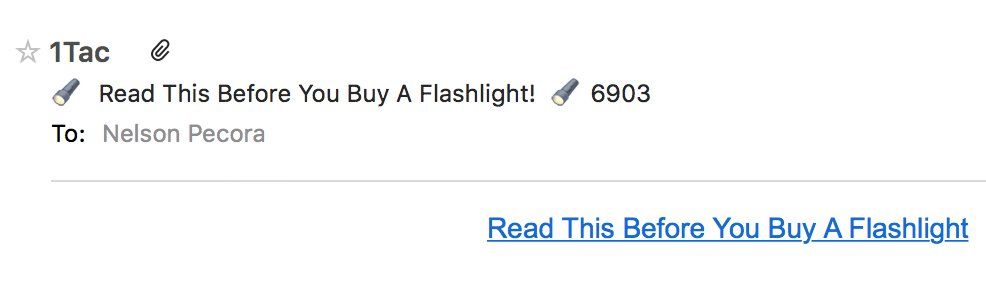 1Tac
🔦 Read This Before You Buy A Flashlight! 🔦 6903
To: Nelson Pecora
Read This Before You Buy A Flashlight